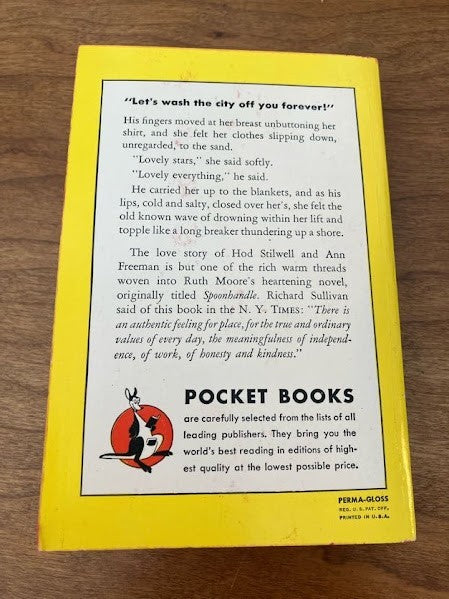 "Let's wash the city off you forever!"
His fingers moved at her breast unbuttoning her
shirt, and she felt her clothes slipping down,
unregarded, to the sand.
"Lovely stars," she said softly.
"Lovely everything," he said.
He carried her up to the blankets, and as his
lips, cold and salty, closed over her's, she felt the
old known wave of drowning within her lift and
topple like a long breaker thundering up a shore.
The love story of Hod Stilwell and Ann
Freeman is but one of the rich warm threads
woven into Ruth Moore's heartening novel,
originally titled Spoonhandle. Richard Sullivan
said of this book in the N. Y. TIMES: "There is
an authentic feeling for place, for the true and ordinary
values of every day, the meaningfulness of independ-
ence, of work, of honesty and kindness."
POCKET BOOKS
are carefully selected from the lists of all
leading publishers. They bring you the
world's best reading in editions of high-
est quality at the lowest possible price.
PERMA-GLOSS
REG. U.S. PAT. OFF.
PRINTED IN U.S.A.